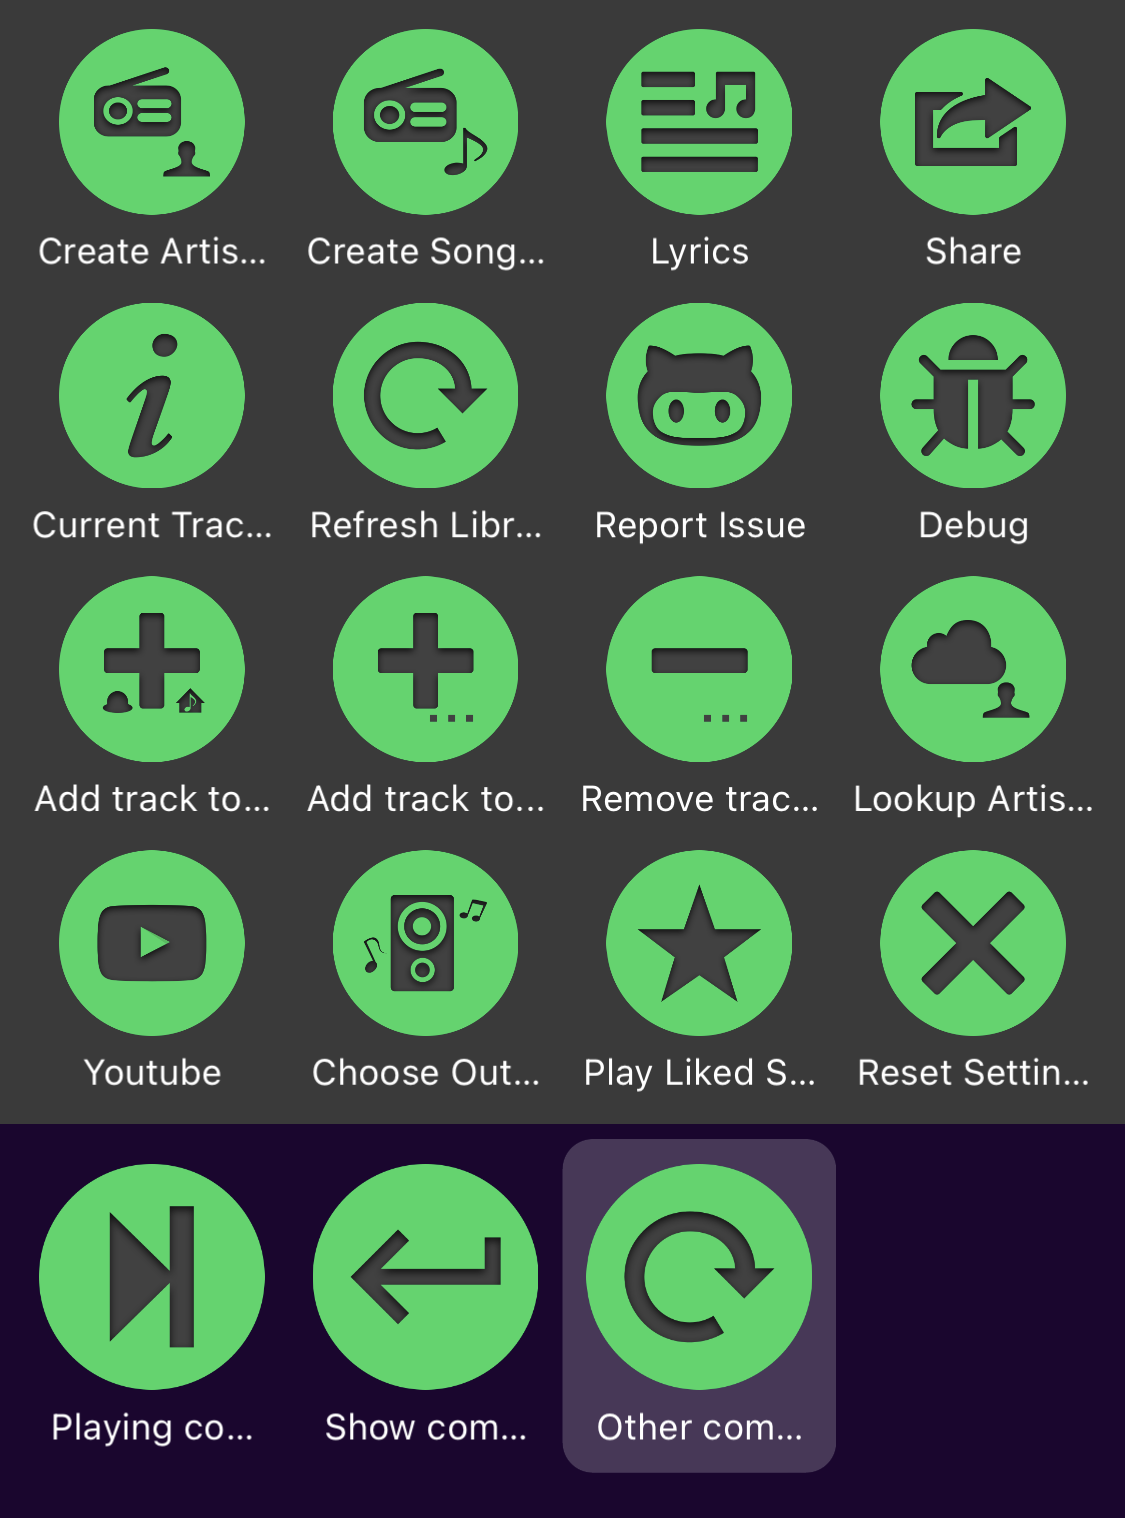 Create Artis...
Create Song...
Lyrics
Share
Current Trac...
Refresh Libr...
Report Issue
Debug
Add track to...
Add track to...
Remove trac...
Lookup Artis...
Youtube
Choose Out...
Play Liked S...
Reset Settin...
Playing co...
Show com...
Other com...